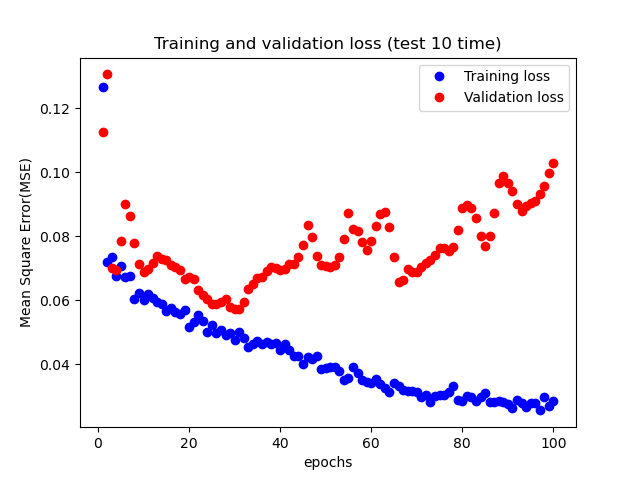 Training and validation loss (test 10 time)
Training loss
Validation loss
Mean Square Error(MSE)
0.12
0.10
0.08
0.06
0.04
0
20
40
60
80
100
epochs